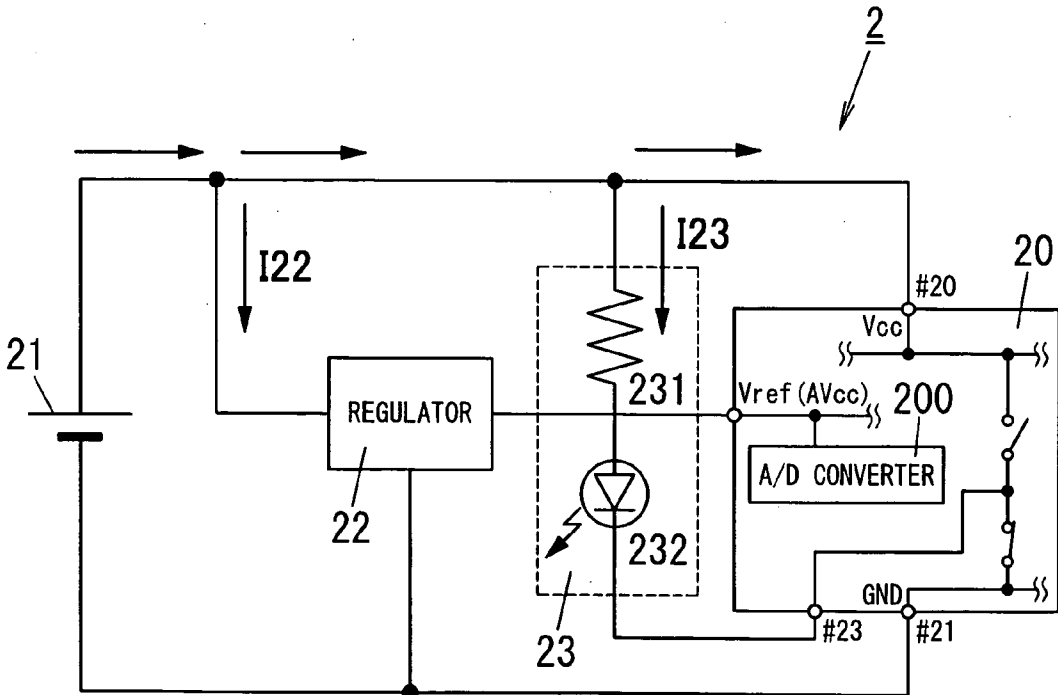 2
I22
I23
20
#20
Vcc
21
REGULATOR
22
231
Vref(AVcc)
200
A/D CONVERTER
232
23
GND
#23
#21